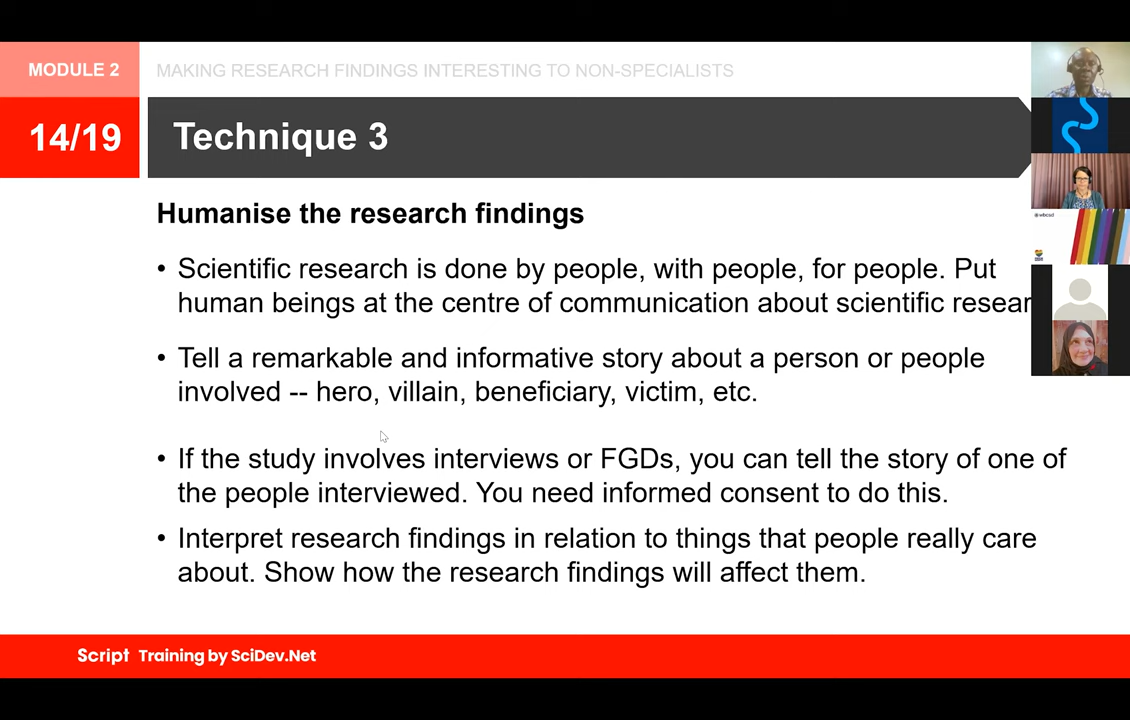 MODULE 2
MAKING RESEARCH FINDINGS INTERESTING TO NON-SPECIALISTS
14/19
Technique 3
Humanise the research findings
• Scientific research is done by people, with people, for people. Put
human beings at the centre of communication about scientific resear
• Tell a remarkable and informative story about a person or people
involved -- hero, villain, beneficiary, victim, etc.
• If the study involves interviews or FGDs, you can tell the story of one of
the people interviewed. You need informed consent to do this.
• Interpret research findings in relation to things that people really care
about. Show how the research findings will affect them.
Script Training by SciDev.Net
wbcsd